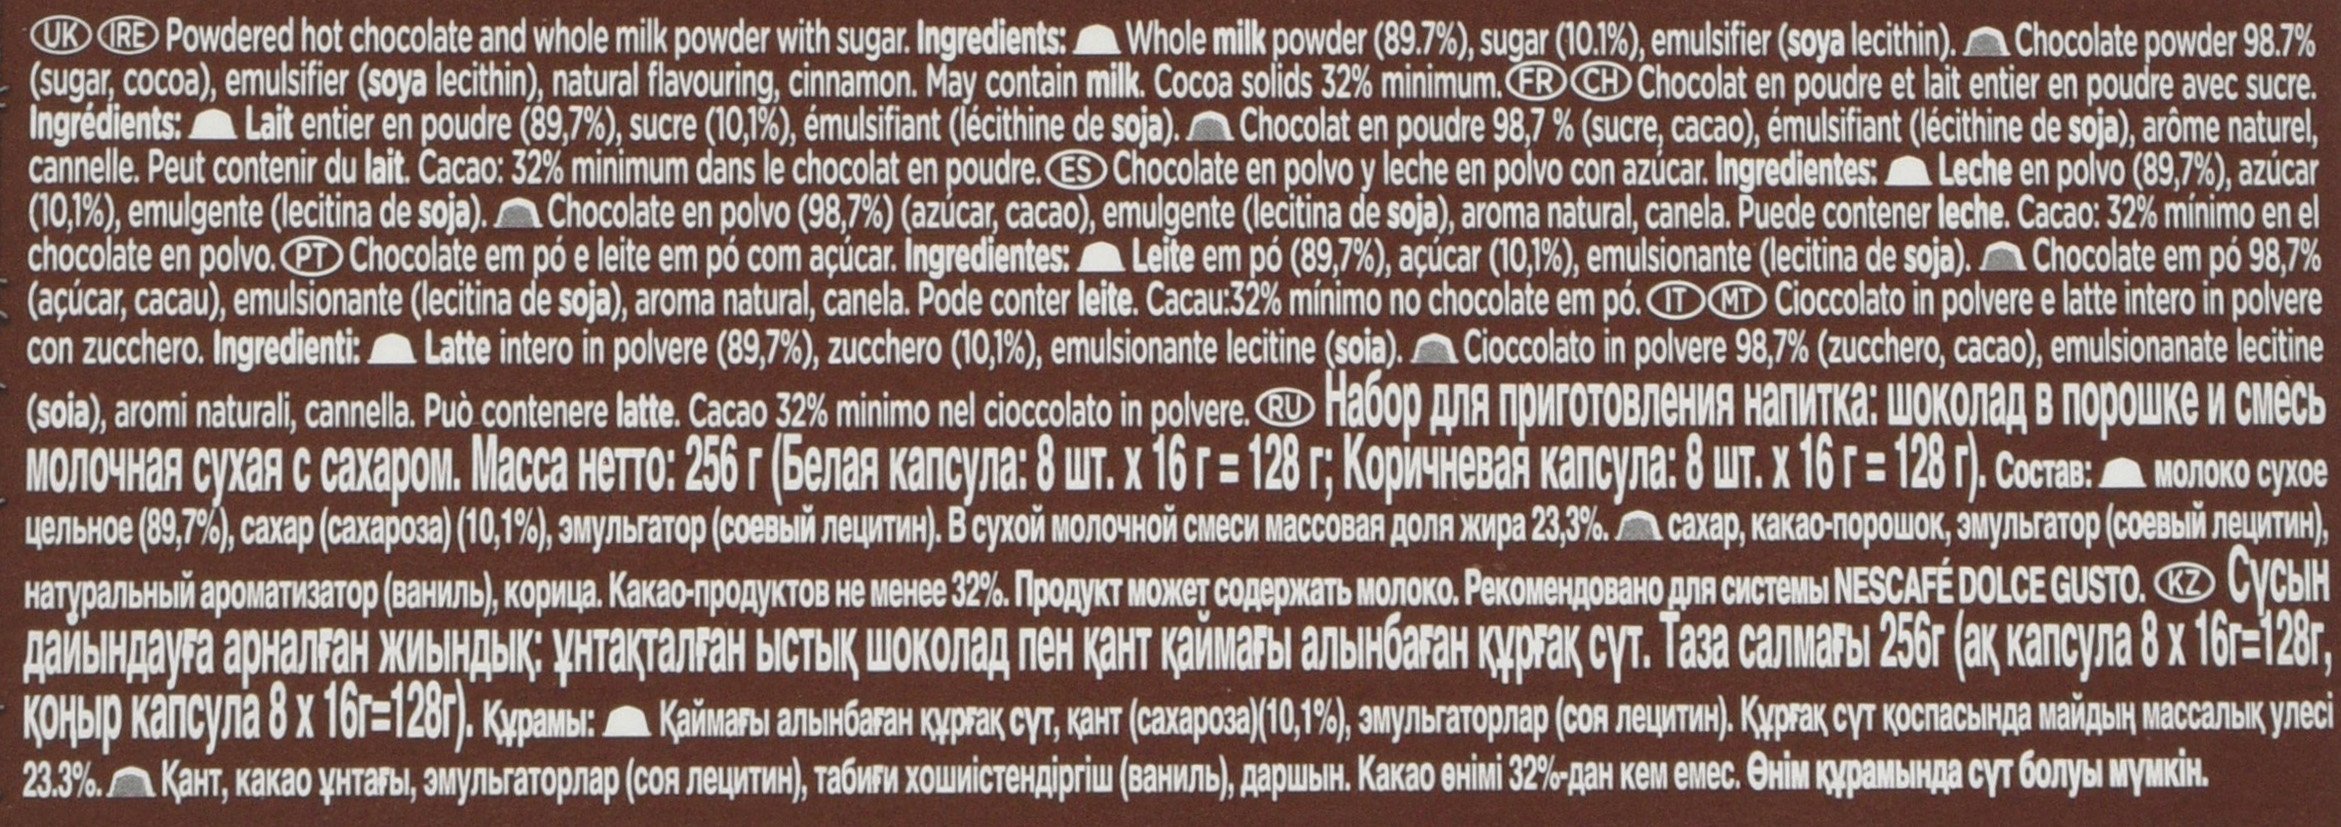 UK IRE Powdered hot chocolate and whole milk powder with sugar. Ingredients: Whole milk powder (89.7%), sugar (10.1%), emulsifier (soya lecithin). Chocolate powder 98.7%
(sugar, cocoa), emulsifier (soya lecithin), natural flavouring, cinnamon. May contain milk. Cocoa solids 32% minimum. FR CH Chocolat en poudre et lait entier en poudre avec sucre.
Ingrédients: Lait entier en poudre (89,7%), sucre (10,1%), émulsifiant (lécithine de soja). Chocolat en poudre 98,7 % (sucre, cacao), émulsifiant (lécithine de soja), arôme naturel,
cannelle. Peut contenir du lait. Cacao: 32% minimum dans le chocolat en poudre. ES Chocolate en polvo y leche en polvo con azúcar. Ingredientes: Leche en polvo (89,7%), azúcar
(10,1%), emulgente (lecitina de soja). Chocolate en polvo (98,7%) (azúcar, cacao), emulgente (lecitina de soja), aroma natural, canela. Puede contener leche. Cacao: 32% mínimo en el
chocolate en polvo. PT Chocolate em pó e leite em pó com açúcar. Ingredientes: Leite em pó (89,7%), açúcar (10,1%), emulsionante (lecitina de soja). Chocolate em pó 98,7%
(açúcar, cacau), emulsionante (lecitina de soja), aroma natural, canela. Pode conter leite. Cacau:32% mínimo no chocolate em pó. IT MT Cioccolato in polvere e latte intero in polvere
con zucchero. Ingredienti: Latte intero in polvere (89,7%), zucchero (10,1%), emulsionante lecitine (soia). Cioccolato in polvere 98,7% (zucchero, cacao), emulsionanate lecitine
(soia), aromi naturali, cannella. Può contenere latte. Cacao 32% minimo nel cioccolato in polvere. RU Набор для приготовления напитка: шоколад в порошке и смесь
молочная сухая с сахаром. Масса нетто: 256 г (Белая капсула: 8 шт. x 16 г = 128 г; Коричневая капсула: 8 шт. x 16 г = 128 г). Состав: молоко сухое
цельное (89,7%), сахар (сахароза) (10,1%), эмульгатор (соевый лецитин). В сухой молочной смеси массовая доля жира 23,3%. сахар, какао-порошок, эмульгатор (соевый лецитин),
натуральный ароматизатор (ваниль), корица. Какао-продуктов не менее 32%. Продукт может содержать молоко. Рекомендовано для системы NESCAFÉ DOLCE GUSTO. KZ Сусын
дайындауға арналған жиындық: ұнтақталған ыстық шоколад пен қант қаймағы алынбаған құрғақ сүт. Таза салмағы 256г (ақ капсула 8 x 16г=128г,
қоңыр капсула 8 x 16г=128г). Құрамы: Қаймағы алынбаған құрғақ сүт, қант (сахароза)(10,1%), эмульгаторлар (соя лецитин). Құрғақ сүт қоспасында майдың массалық улесі
23.3%. Қант, какао ұнтағы, эмульгаторлар (соя лецитин), табиғи хошиістендіргіш (ваниль), даршын. Какао өнімі 32%-дан кем емес. Өнім құрамында сүт болуы мүмкін.